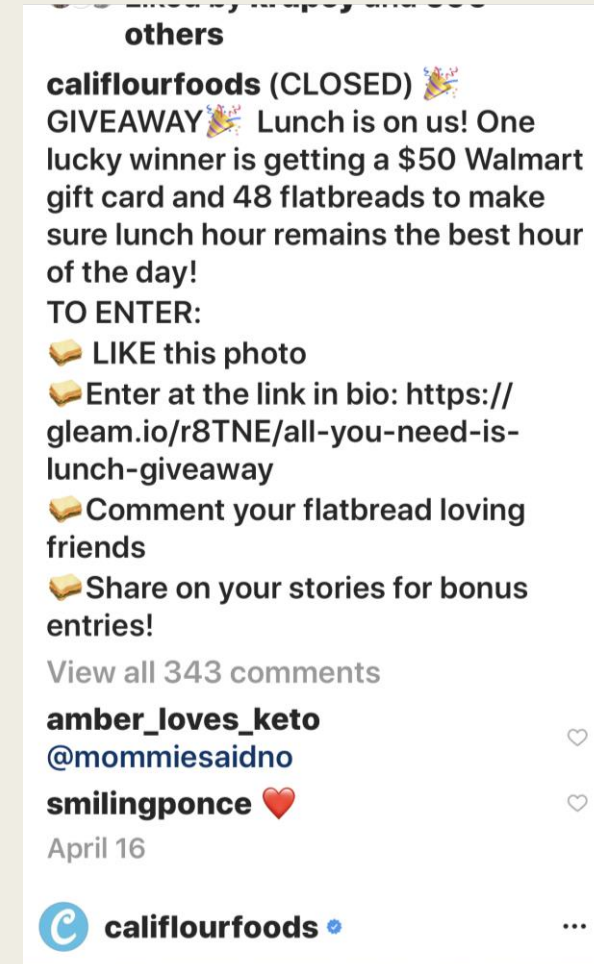 others
califlourfoods (CLOSED) 🎉
GIVEAWAY🎉 Lunch is on us! One
lucky winner is getting a $50 Walmart
gift card and 48 flatbreads to make
sure lunch hour remains the best hour
of the day!
TO ENTER:
🥪 LIKE this photo
🥪Enter at the link in bio: https://
gleam.io/r8TNE/all-you-need-is-
lunch-giveaway
🥪Comment your flatbread loving
friends
🥪Share on your stories for bonus
entries!
View all 343 comments
amber_loves_keto
@mommiesaidno
smilingponce ❤️
April 16
califlourfoods